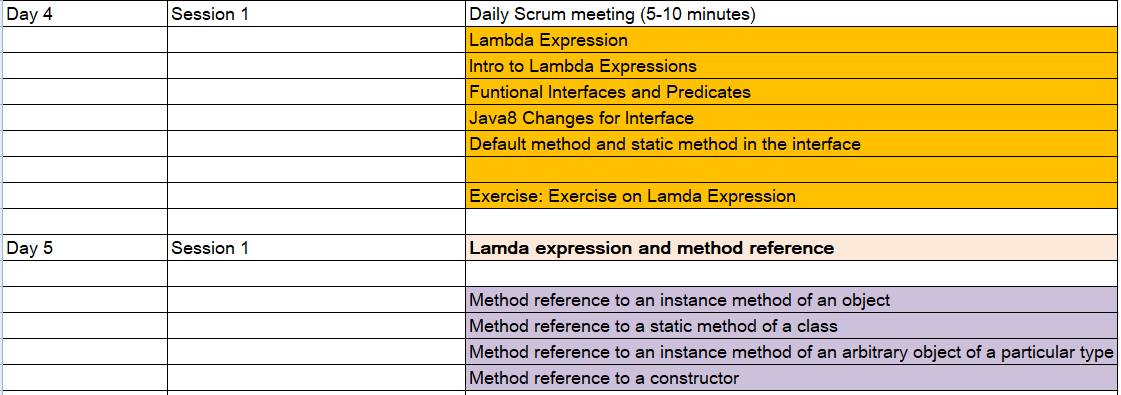 Day 4 Session 1 Daily Scrum meeting (5-10 minutes)
Lambda Expression
Intro to Lambda Expressions
Funtional Interfaces and Predicates
Java8 Changes for Interface
Default method and static method in the interface
Exercise: Exercise on Lamda Expression
Day 5 Session 1 Lamda expression and method reference
Method reference to an instance method of an object
Method reference to a static method of a class
Method reference to an instance method of an arbitrary object of a particular type
Method reference to a constructor